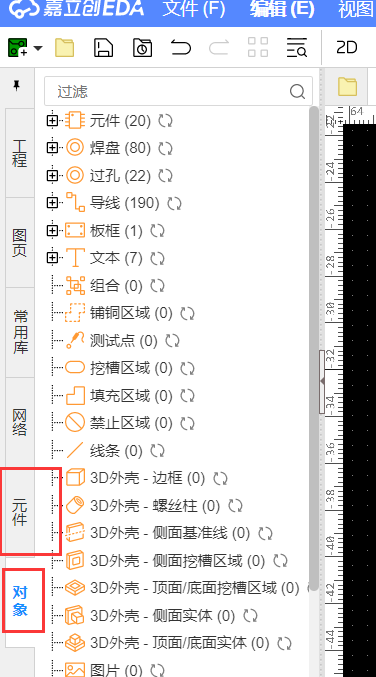 嘉立创EDA 文件 (F) 编辑 (E) 视图
2D
过滤
工程
图页
常用库
网络
元件
对象
元件 (20)
焊盘 (80)
过孔 (22)
导线 (190)
板框 (1)
文本 (7)
组合 (0)
铺铜区域 (0)
测试点 (0)
挖槽区域 (0)
填充区域 (0)
禁止区域 (0)
线条 (0)
3D外壳 - 边框 (0)
3D外壳 - 螺丝柱 (0)
3D外壳 - 侧面基准线 (0)
3D外壳 - 侧面挖槽区域 (0)
3D外壳 - 顶面/底面挖槽区域 (0)
3D外壳 - 侧面实体 (0)
3D外壳 - 顶面/底面实体 (0)
图片 (0)
64
-24
-26
-28
-30
-32
-34
-36
-38
-40
-42
-44